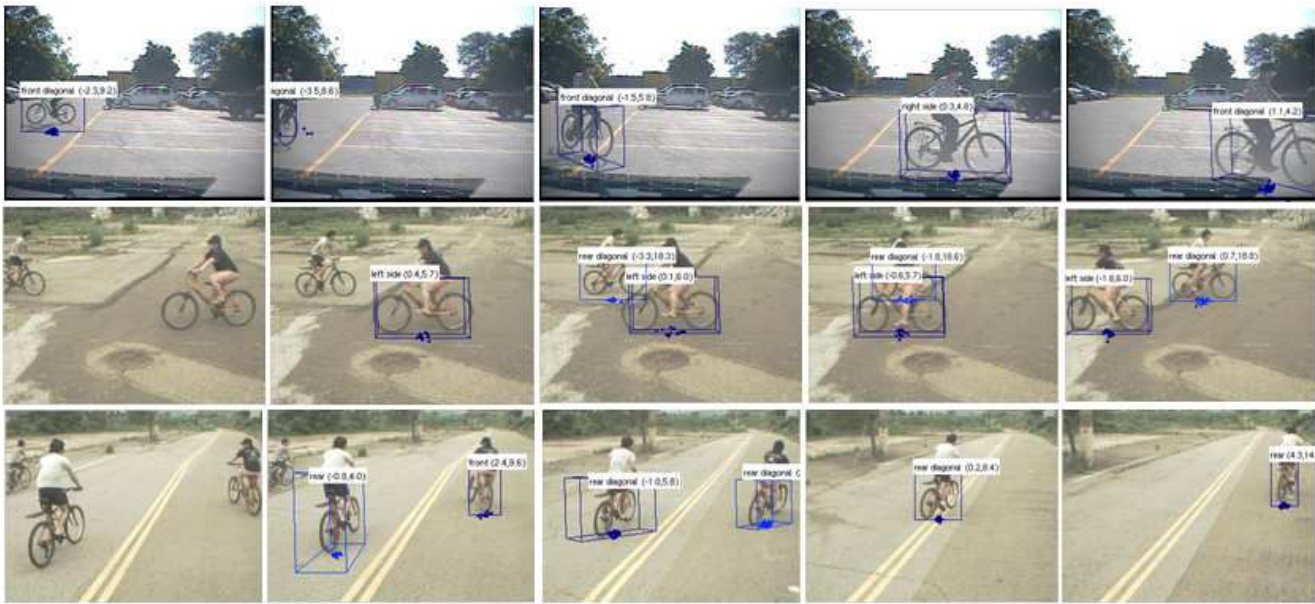 front diagonal (-2.3,9.2)
agonal (-3.5,8.6)
front diagonal (-1.5,5.8)
right side (0.3,4.8)
front diagonal (1.1,4.2)
left side (0.4,5.7)
rear diagonal (-3.3,18.3)
left side (0.1,6.0)
rear diagonal (-1.8,18.6)
left side (-0.6,5.7)
rear diagonal (0.7,18.8)
left side (-1.6,6.0)
rear (-0.8,4.0)
front (2.4,9.6)
rear diagonal (-1.0,5.8)
rear diagonal (
rear diagonal (0.2,8.4)
rear (4.3,14